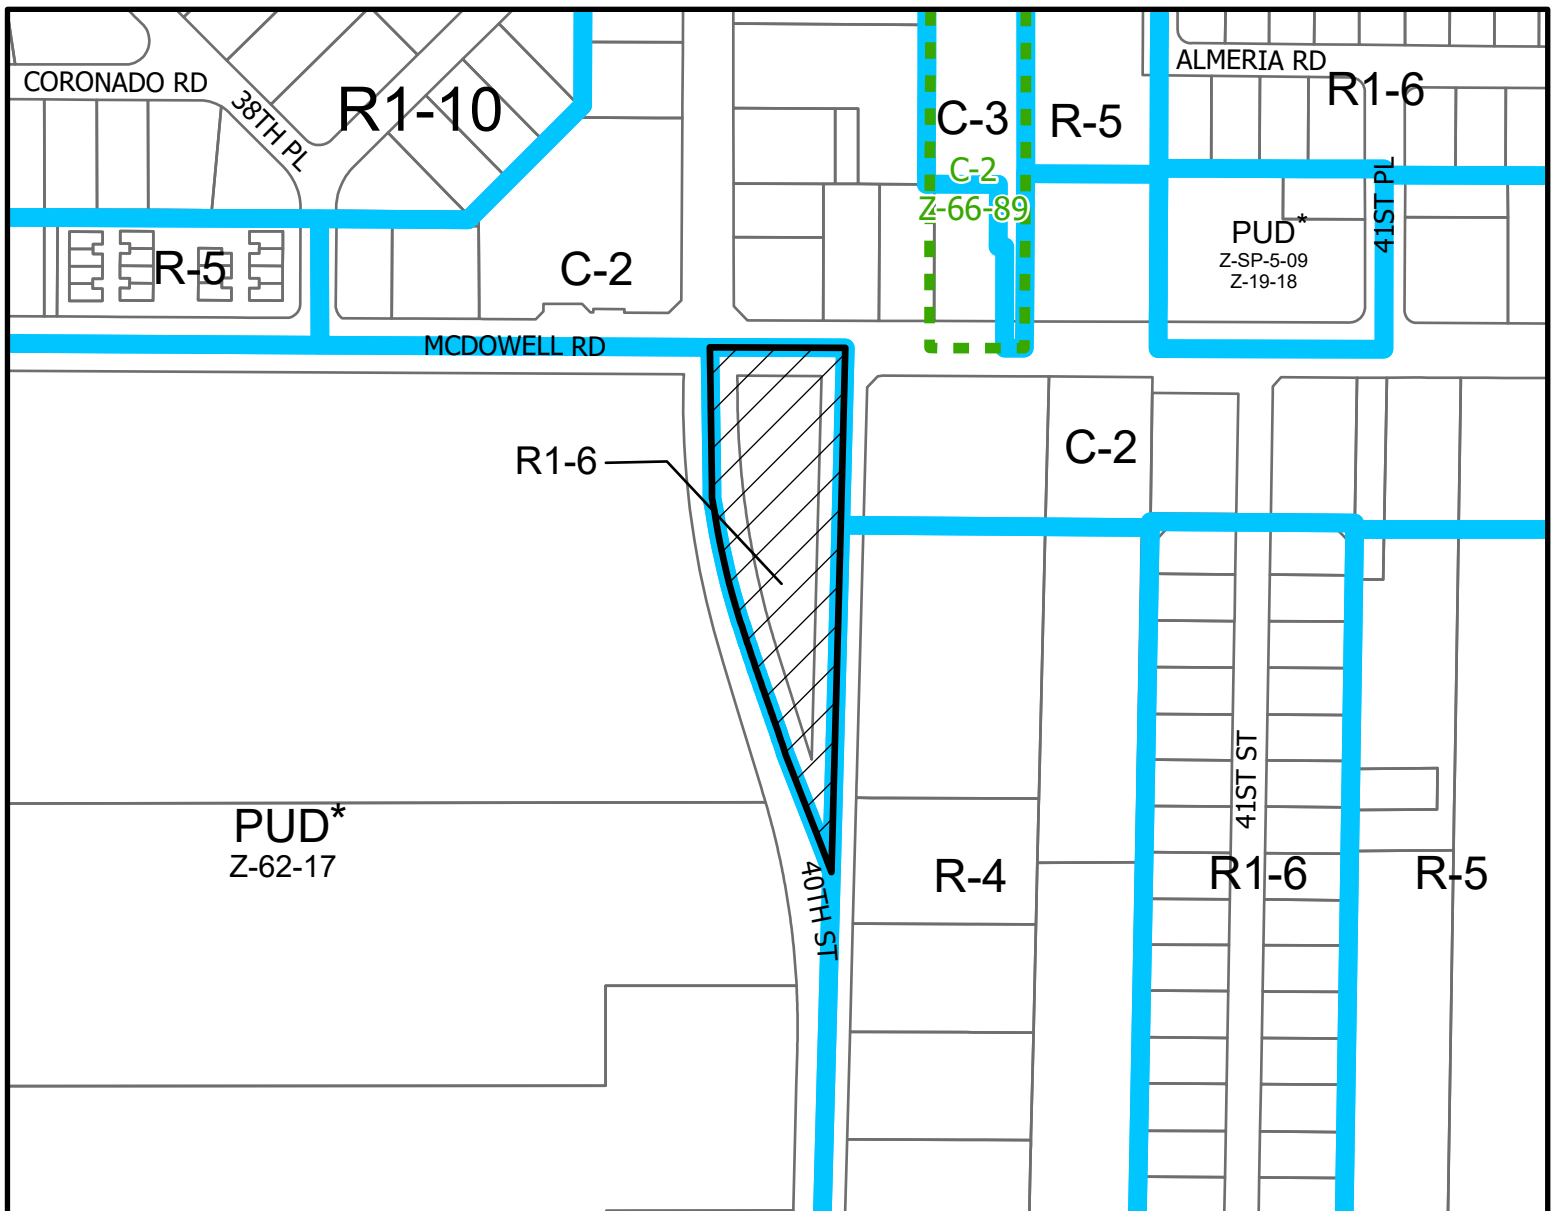 ALMERIA RD
CORONADO RD
R1-10
R1-6
C-3
R-5
38TH PL
C-2
Z-66-89
41ST PL
PUD*
Z-SP-5-09
Z-19-18
R-5
C-2
MCDOWELL RD
R1-6
C-2
41ST ST
PUD*
Z-62-17
40TH ST
R-4
R1-6
R-5